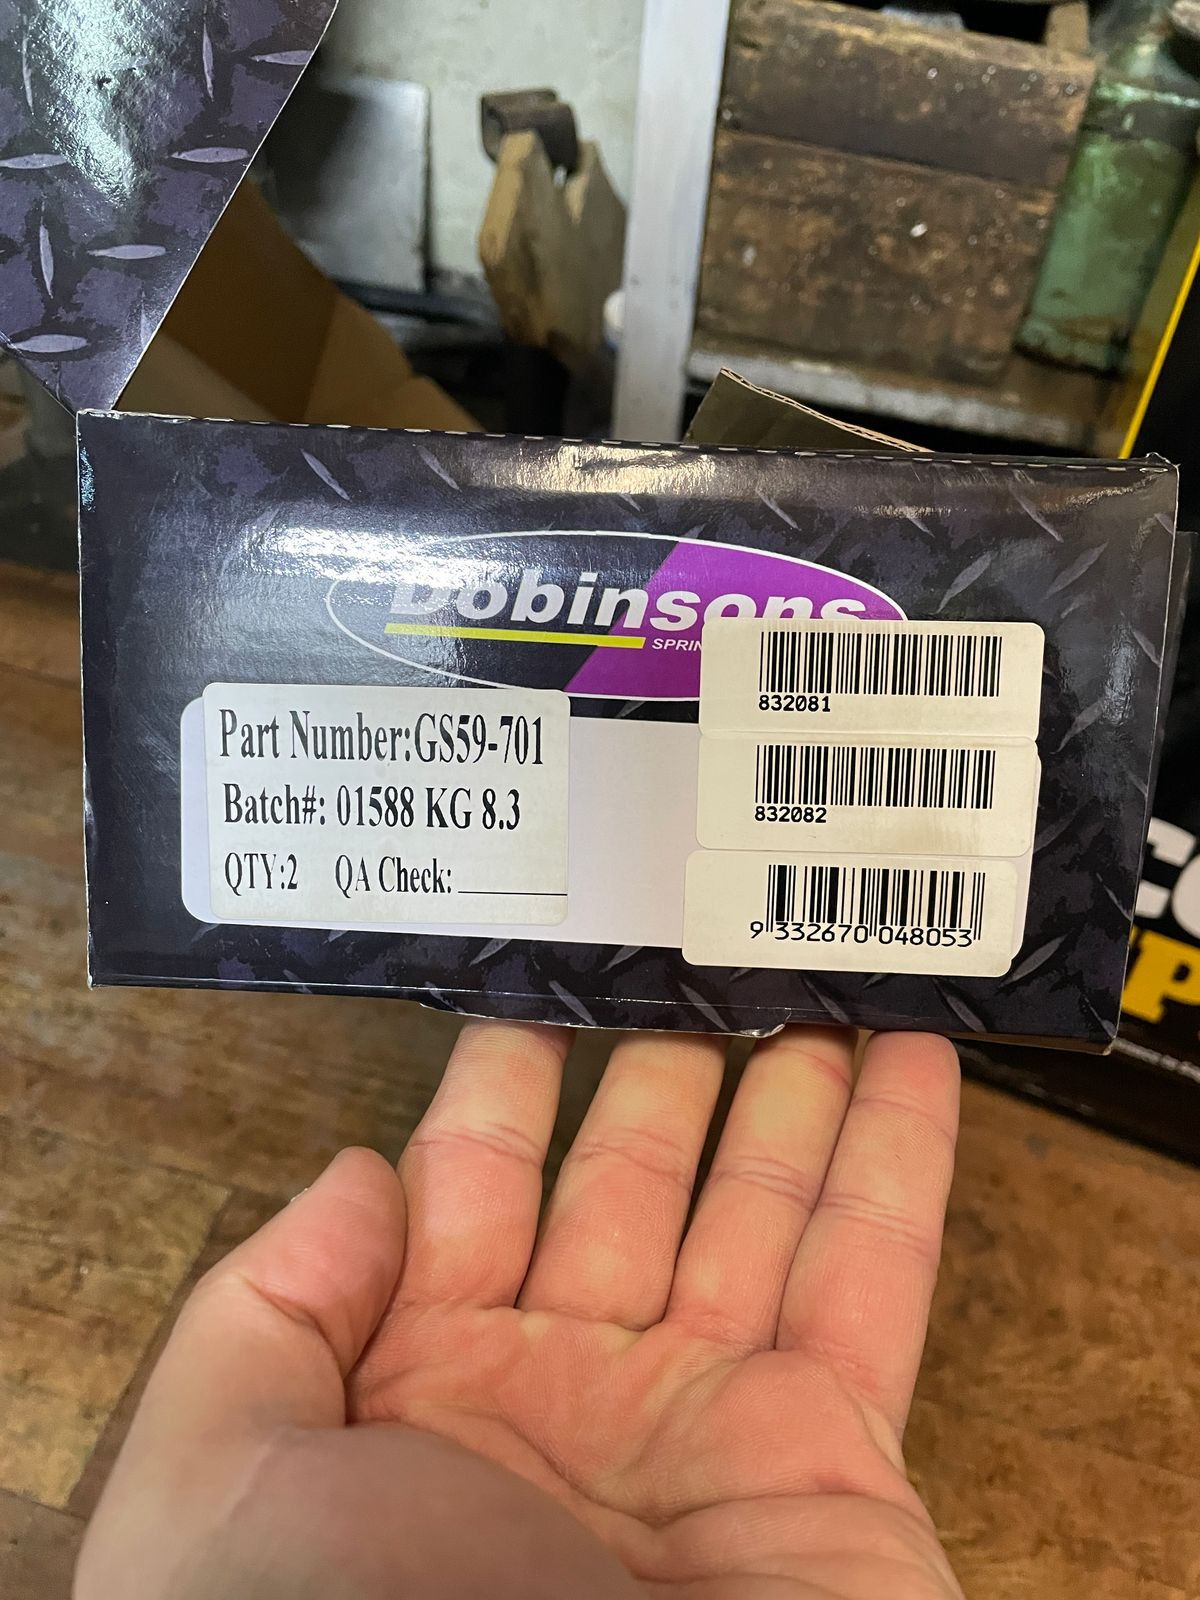 Dobinsons
SPRIN
Part Number:GS59-701
Batch#: 01588 KG 8.3
QTY:2 QA Check:
832081
832082
9 332670 048053